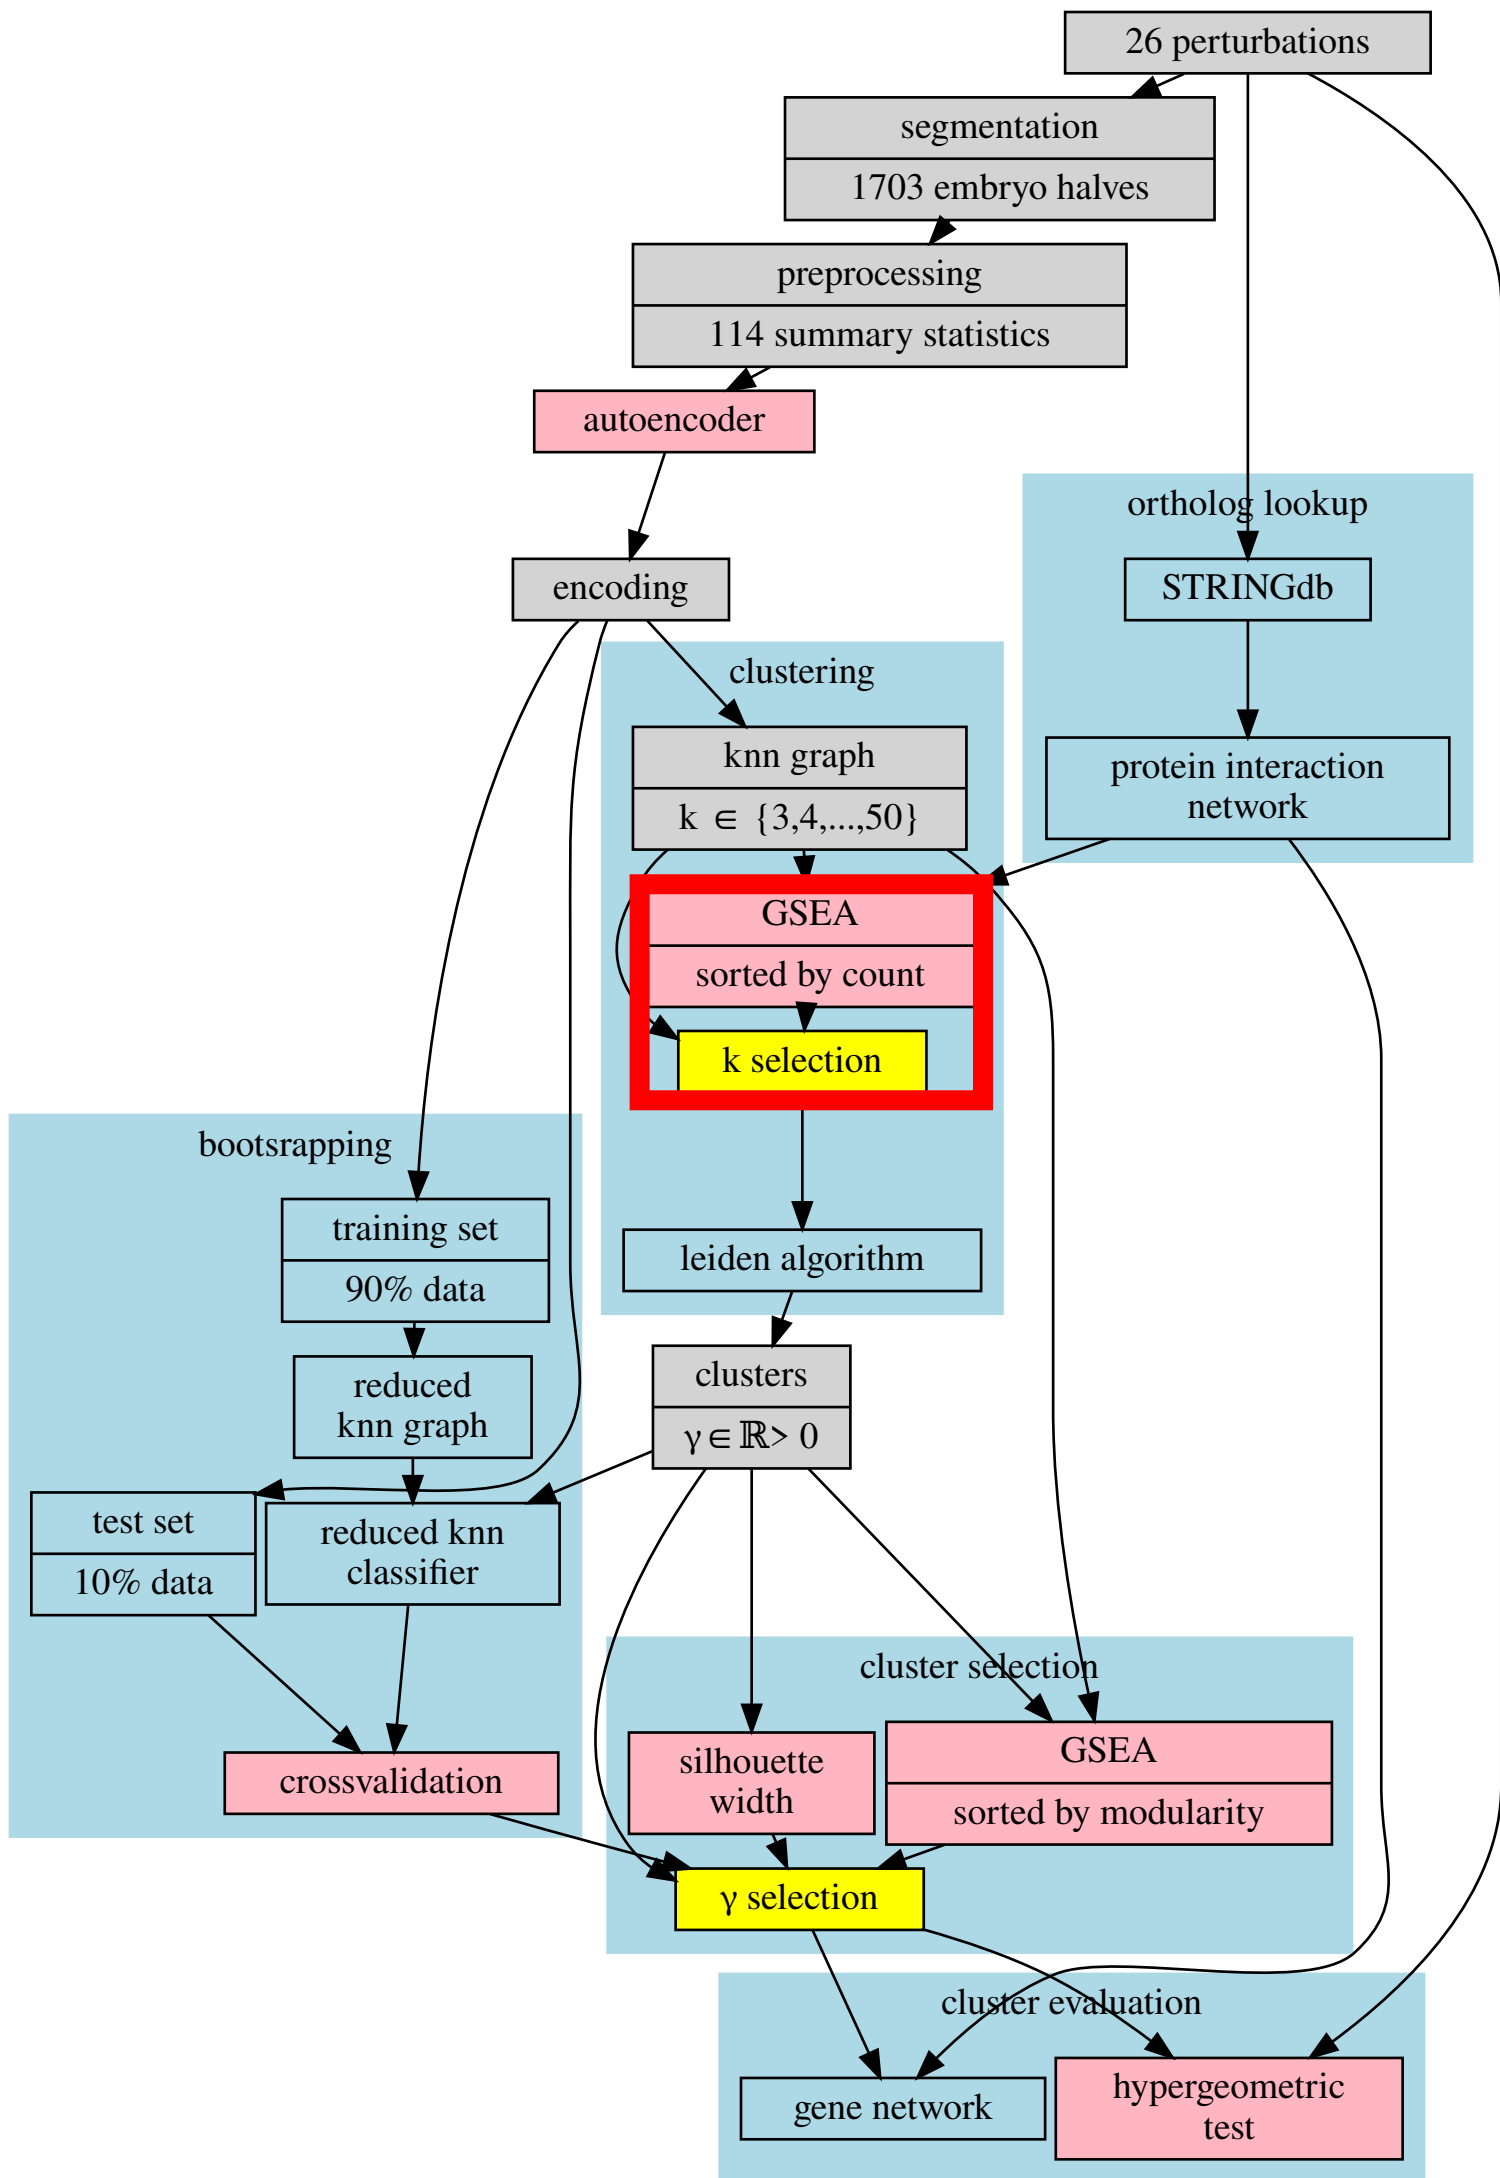 26 perturbations
segmentation
1703 embryo halves
preprocessing
114 summary statistics
autoencoder
ortholog lookup
encoding
STRINGdb
clustering
knn graph
k ∈ {3,4,...,50}
protein interaction
network
GSEA
sorted by count
k selection
bootsrapping
training set
90% data
leiden algorithm
reduced
knn graph
clusters
γ∈ℝ> 0
test set
10% data
reduced knn
classifier
cluster selection
silhouette
width
GSEA
sorted by modularity
crossvalidation
γ selection
cluster evaluation
gene network
hypergeometric
test